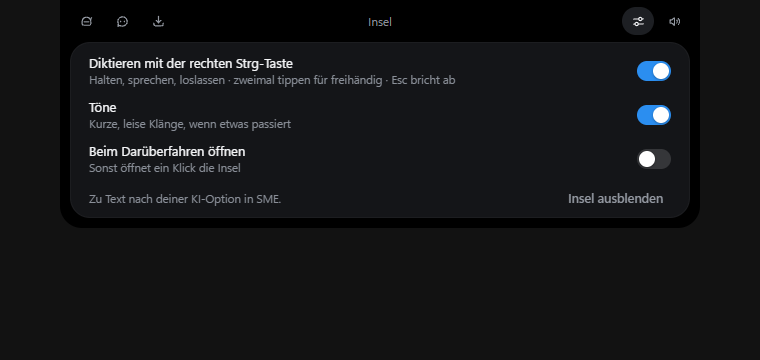 Insel
Diktieren mit der rechten Strg-Taste
Halten, sprechen, loslassen · zweimal tippen für freihändig · Esc bricht ab
Töne
Kurze, leise Klänge, wenn etwas passiert
Beim Darüberfahren öffnen
Sonst öffnet ein Klick die Insel
Zu Text nach deiner KI-Option in SME.
Insel ausblenden